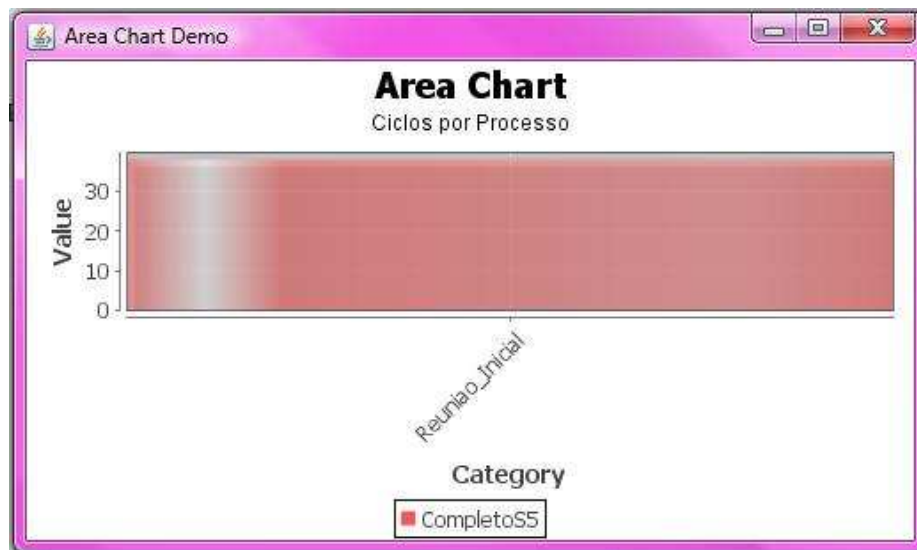 Area Chart Demo
Area Chart
Ciclos por Processo
Value
30
20
10
0
Reuniao_Inicial
Category
CompletoS5